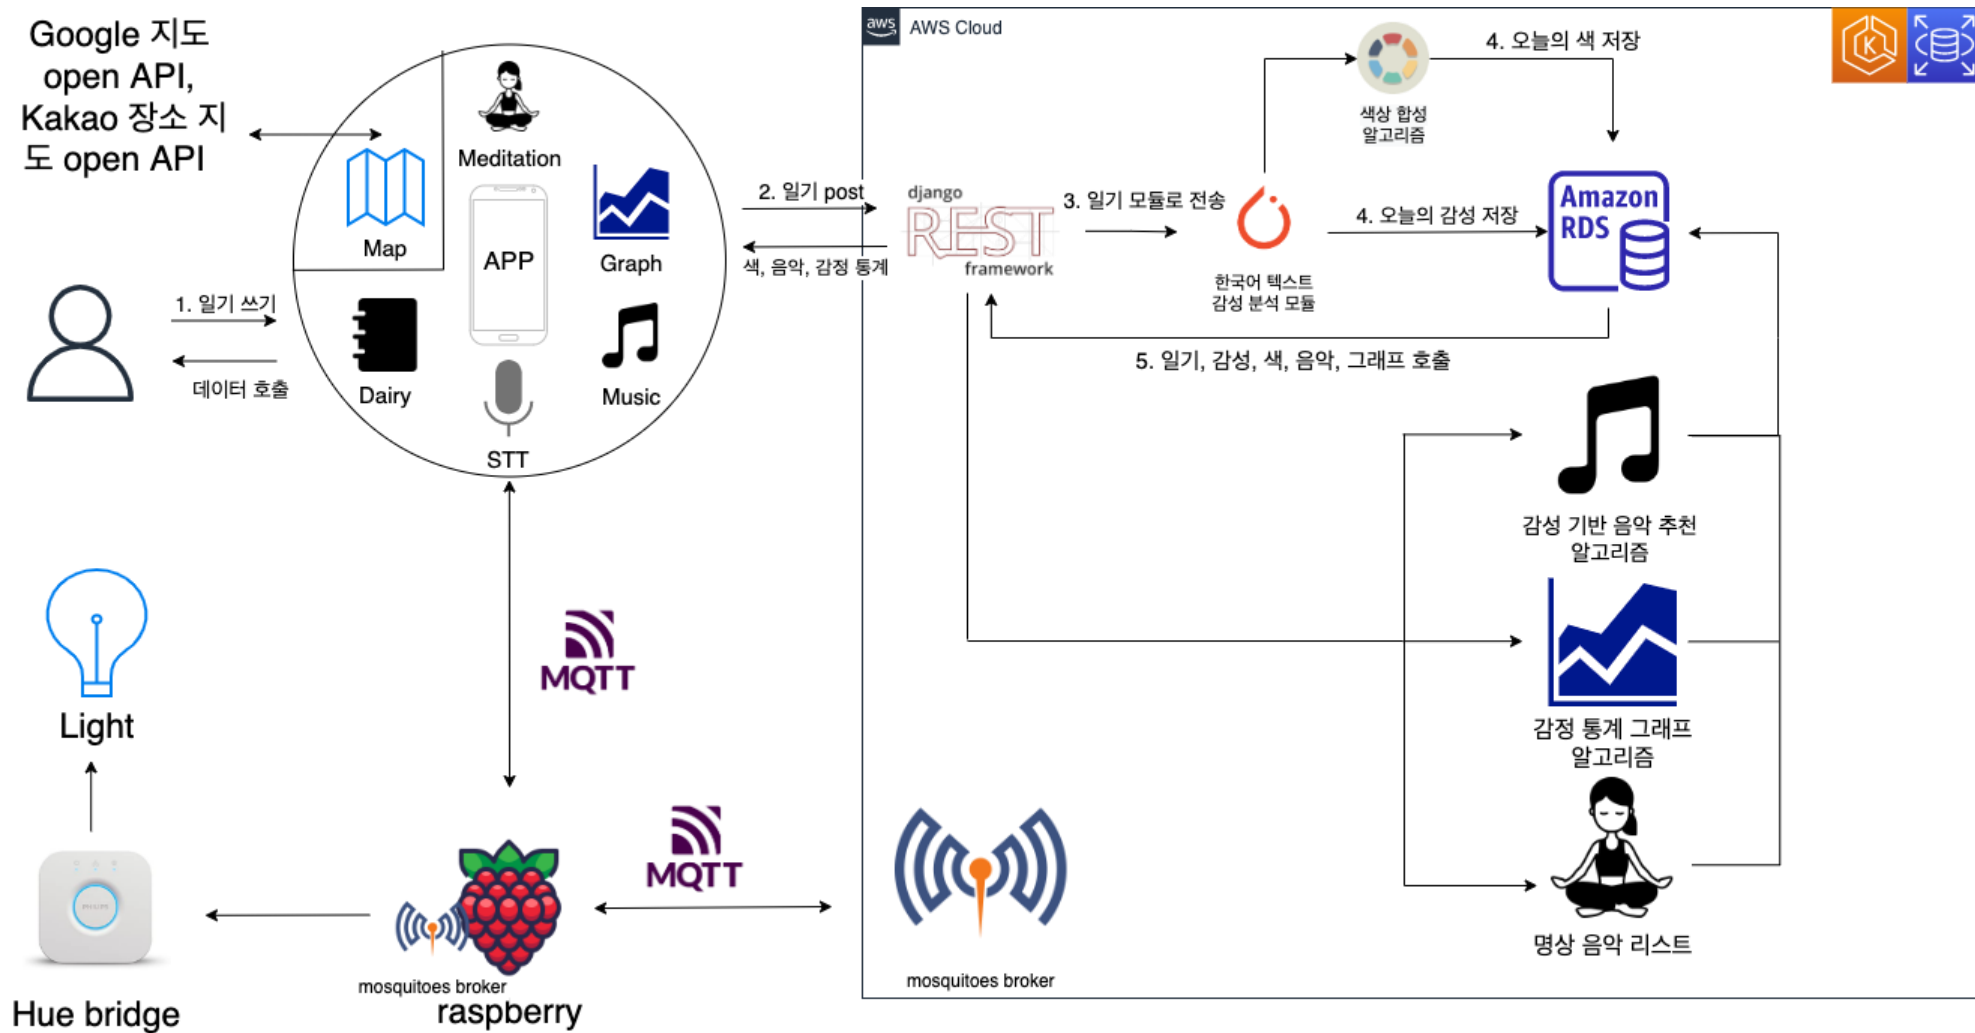 Google 지도
open API,
Kakao 장소 지
도 open API
Meditation
Map
APP
Graph
Dairy
Music
STT
1. 일기 쓰기
데이터 호출
2. 일기 post
색, 음악, 감정 통계
aws
AWS Cloud
django
REST
framework
3. 일기 모듈로 전송
한국어 텍스트
감성 분석 모듈
색상 합성
알고리즘
4. 오늘의 색 저장
4. 오늘의 감성 저장
Amazon
RDS
K
5. 일기, 감성, 색, 음악, 그래프 호출
감성 기반 음악 추천
알고리즘
감정 통계 그래프
알고리즘
명상 음악 리스트
MQTT
MQTT
Light
Hue bridge
mosquitoes broker
raspberry
mosquitoes broker